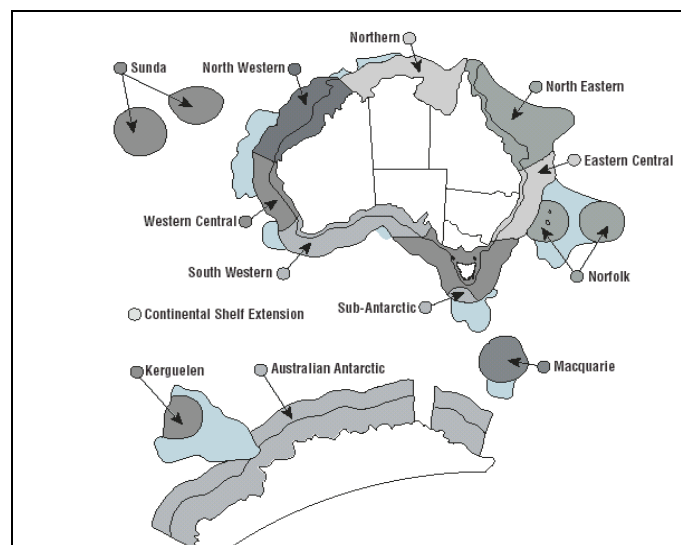 Northern
Sunda
North Western
North Eastern
Eastern Central
Western Central
South Western
Norfolk
Sub-Antarctic
Continental Shelf Extension
Kerguelen
Australian Antarctic
Macquarie